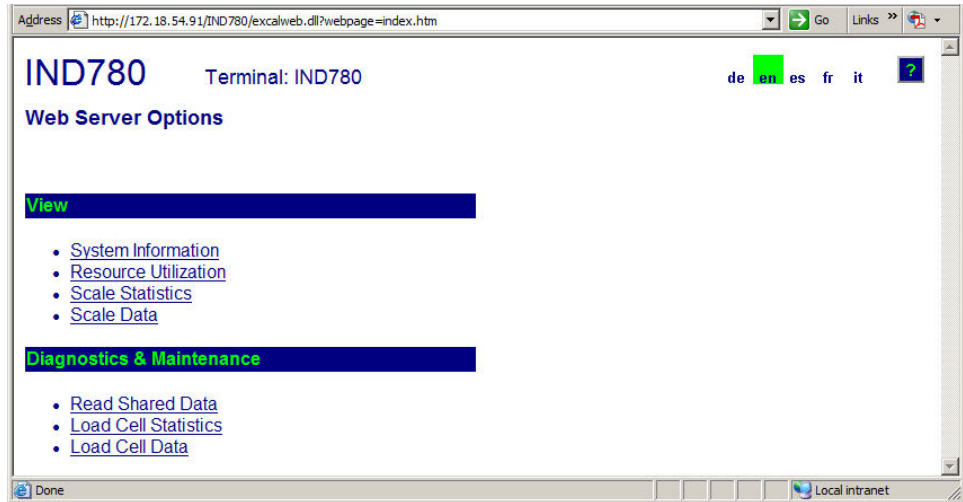 Address http://172.18.54.91/IND780/excalweb.dll?webpage=index.htm Go Links »
IND780 Terminal: IND780 de en es fr it ?
Web Server Options
View
• System Information
• Resource Utilization
• Scale Statistics
• Scale Data
Diagnostics & Maintenance
• Read Shared Data
• Load Cell Statistics
• Load Cell Data
Done Local intranet